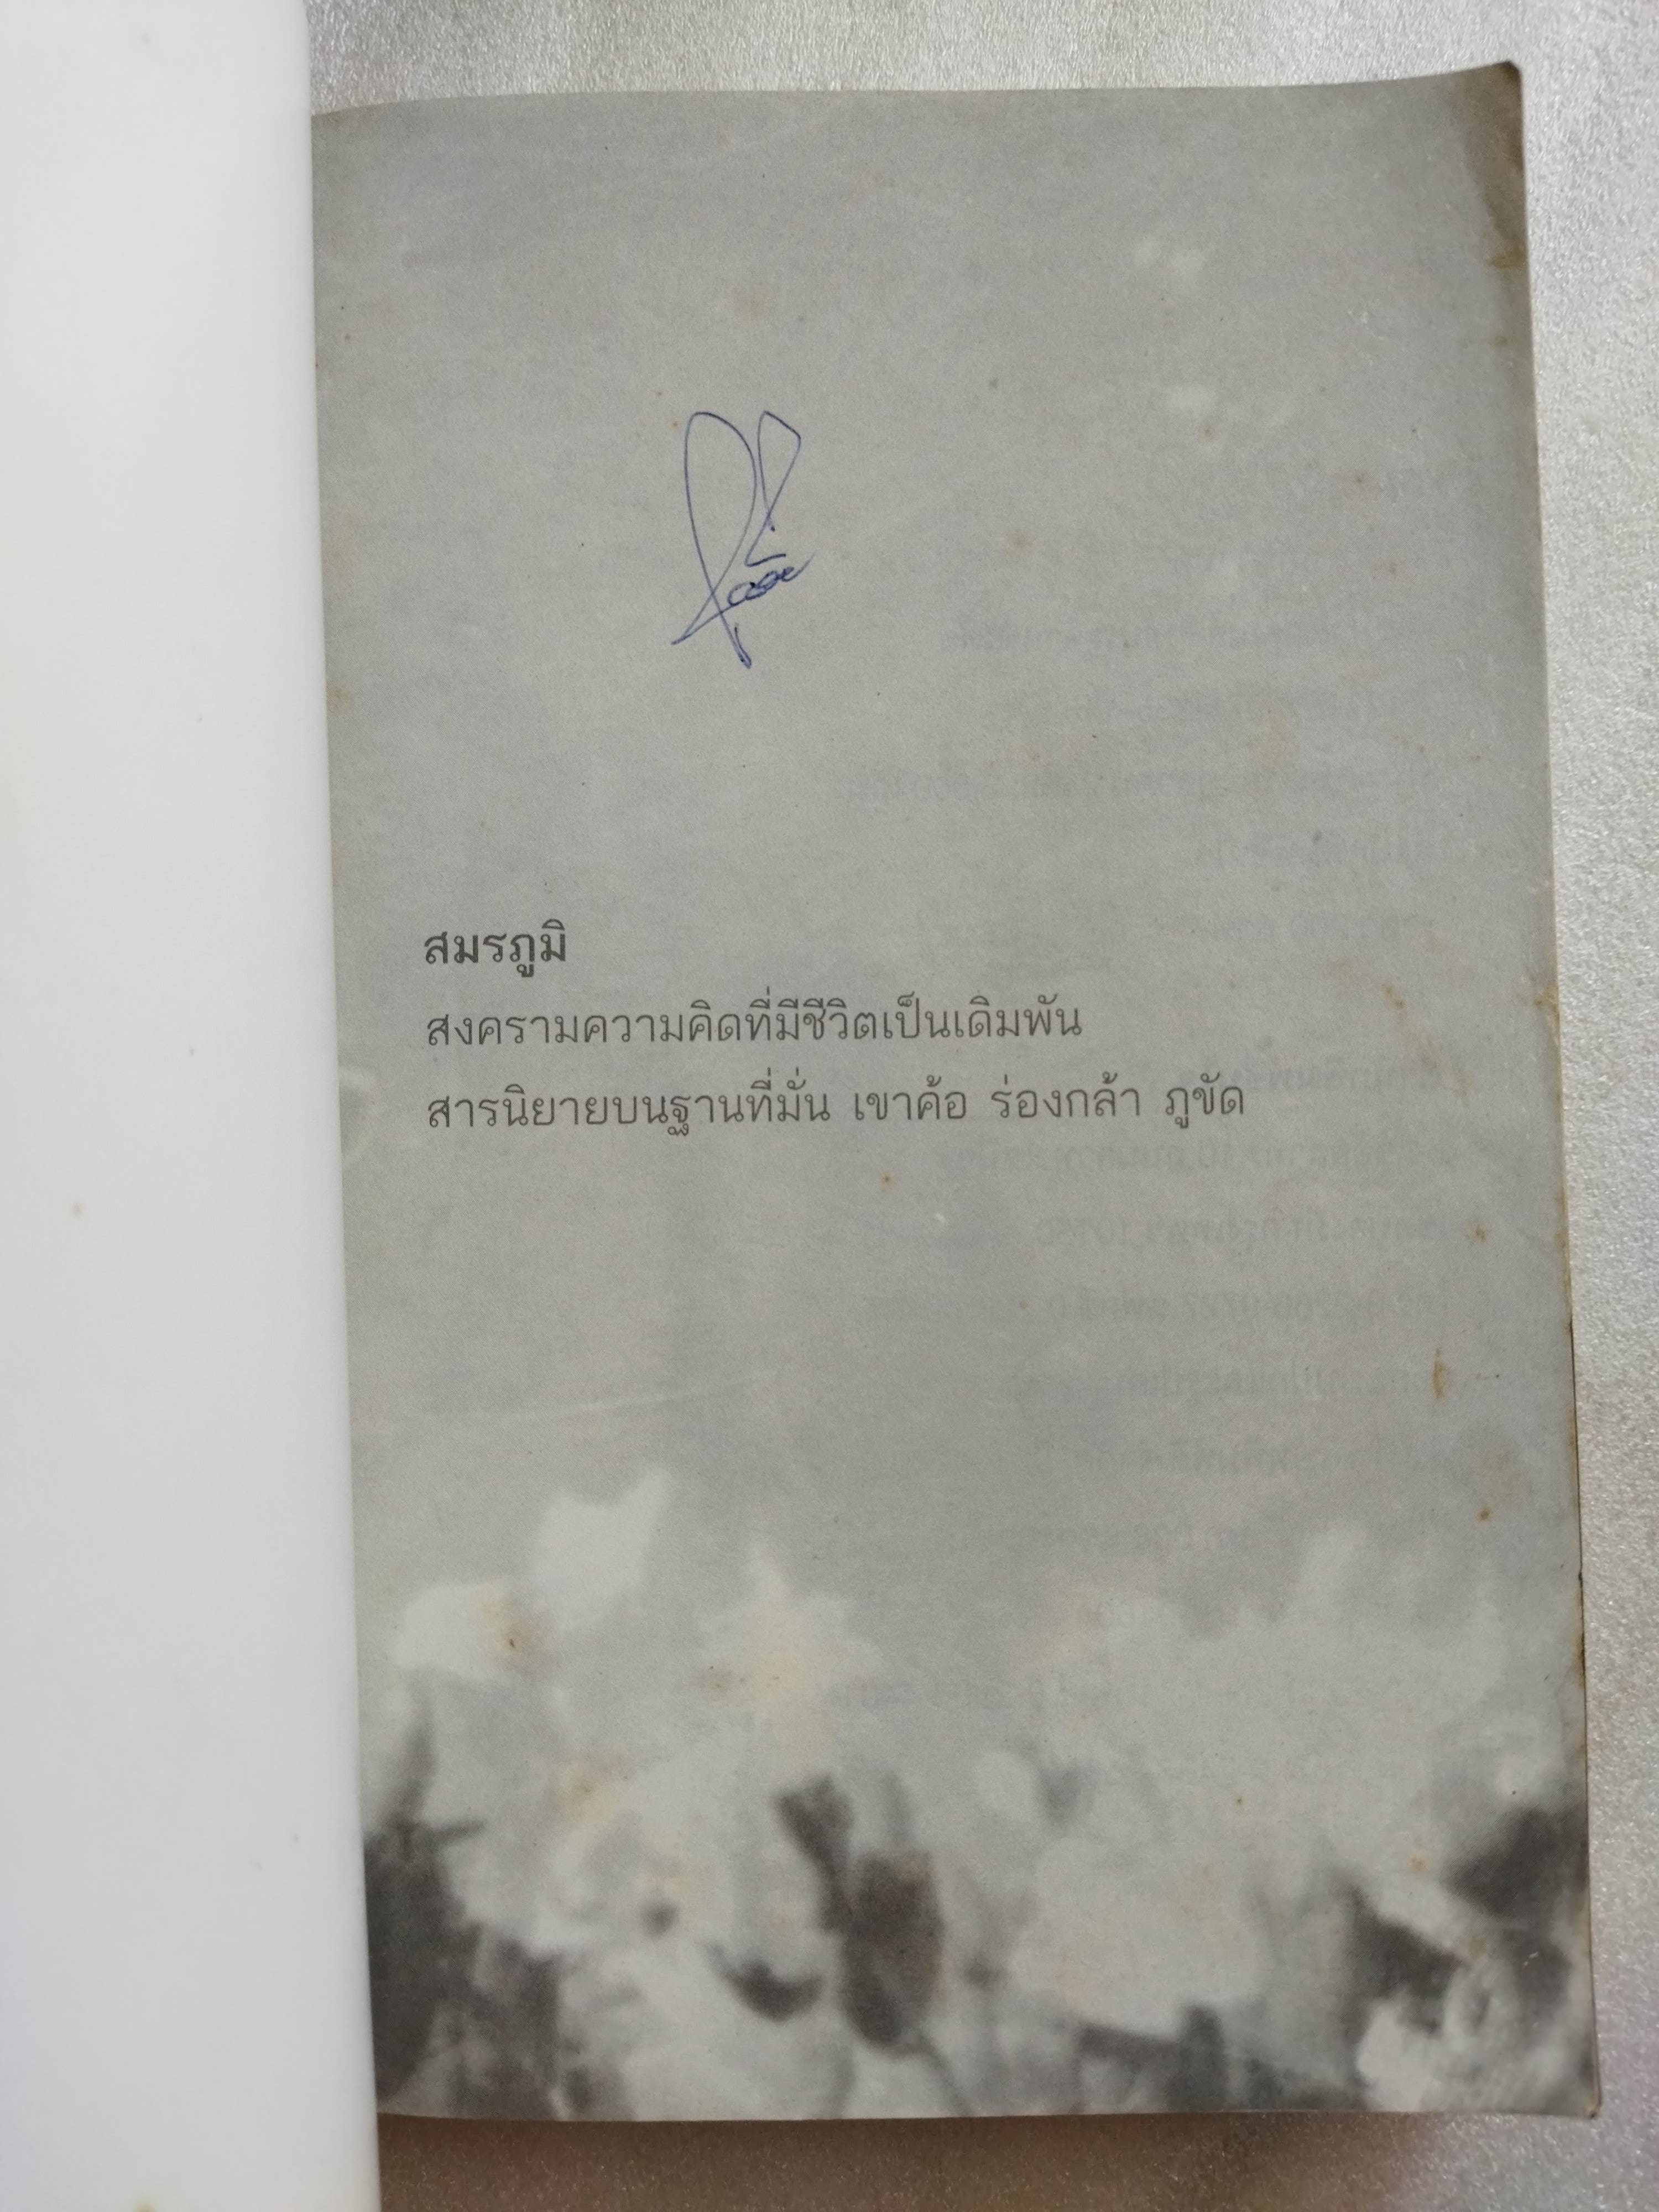 สมรภูมิ
สงครามความคิดที่มีชีวิตเป็นเดิมพัน
สารนิยายบนฐานที่มั่น เขาค้อ ร่องกล้า ภูขัด